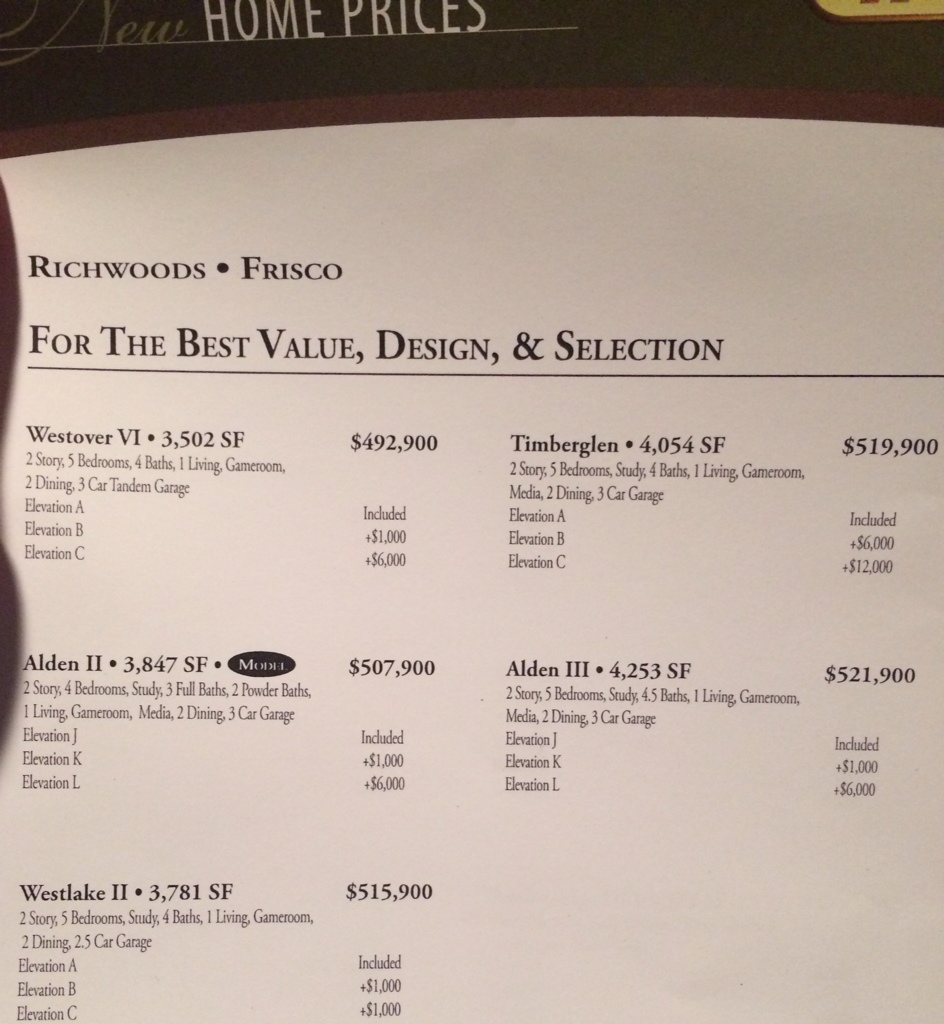 New HOME PRICES
RICHWOODS • FRISCO
FOR THE BEST VALUE, DESIGN, & SELECTION
Westover VI • 3,502 SF $492,900
2 Story, 5 Bedrooms, 4 Baths, 1 Living, Gameroom,
2 Dining, 3 Car Tandem Garage
Elevation A Included
Elevation B +$1,000
Elevation C +$6,000
Timberglen • 4,054 SF $519,900
2 Story, 5 Bedrooms, Study, 4 Baths, 1 Living, Gameroom,
Media, 2 Dining, 3 Car Garage
Elevation A Included
Elevation B +$6,000
Elevation C +$12,000
Alden II • 3,847 SF • MODEL $507,900
2 Story, 4 Bedrooms, Study, 3 Full Baths, 2 Powder Baths,
1 Living, Gameroom, Media, 2 Dining, 3 Car Garage
Elevation J Included
Elevation K +$1,000
Elevation L +$6,000
Alden III • 4,253 SF $521,900
2 Story, 5 Bedrooms, Study, 4.5 Baths, 1 Living, Gameroom,
Media, 2 Dining, 3 Car Garage
Elevation J Included
Elevation K +$1,000
Elevation L +$6,000
Westlake II • 3,781 SF $515,900
2 Story, 5 Bedrooms, Study, 4 Baths, 1 Living, Gameroom,
2 Dining, 2.5 Car Garage
Elevation A Included
Elevation B +$1,000
Elevation C +$1,000